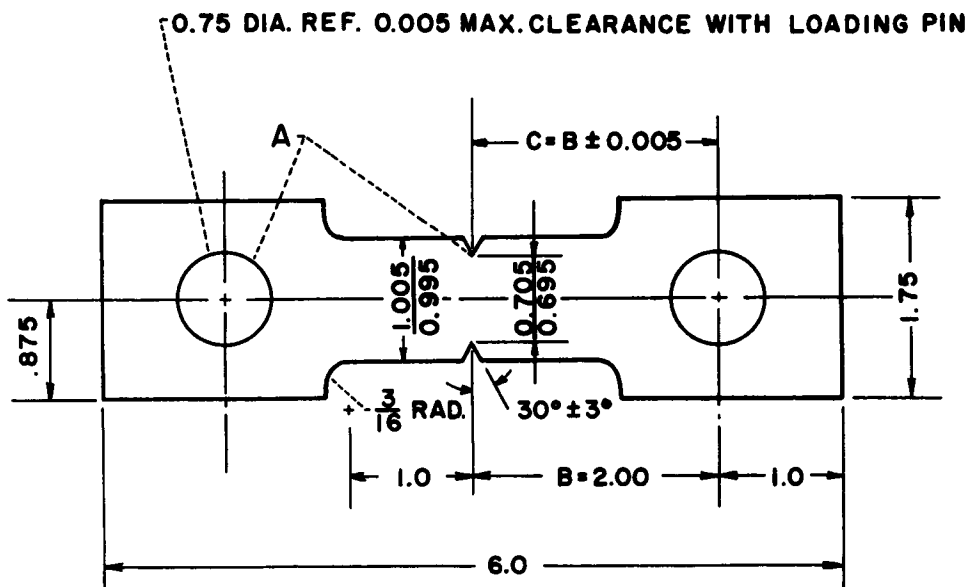 0.75 DIA. REF. 0.005 MAX. CLEARANCE WITH LOADING PIN
A
C=B ± 0.005
1.005
0.995
0.705
0.695
1.75
.875
3/16 RAD.
30° ± 3°
1.0
B=2.00
1.0
6.0